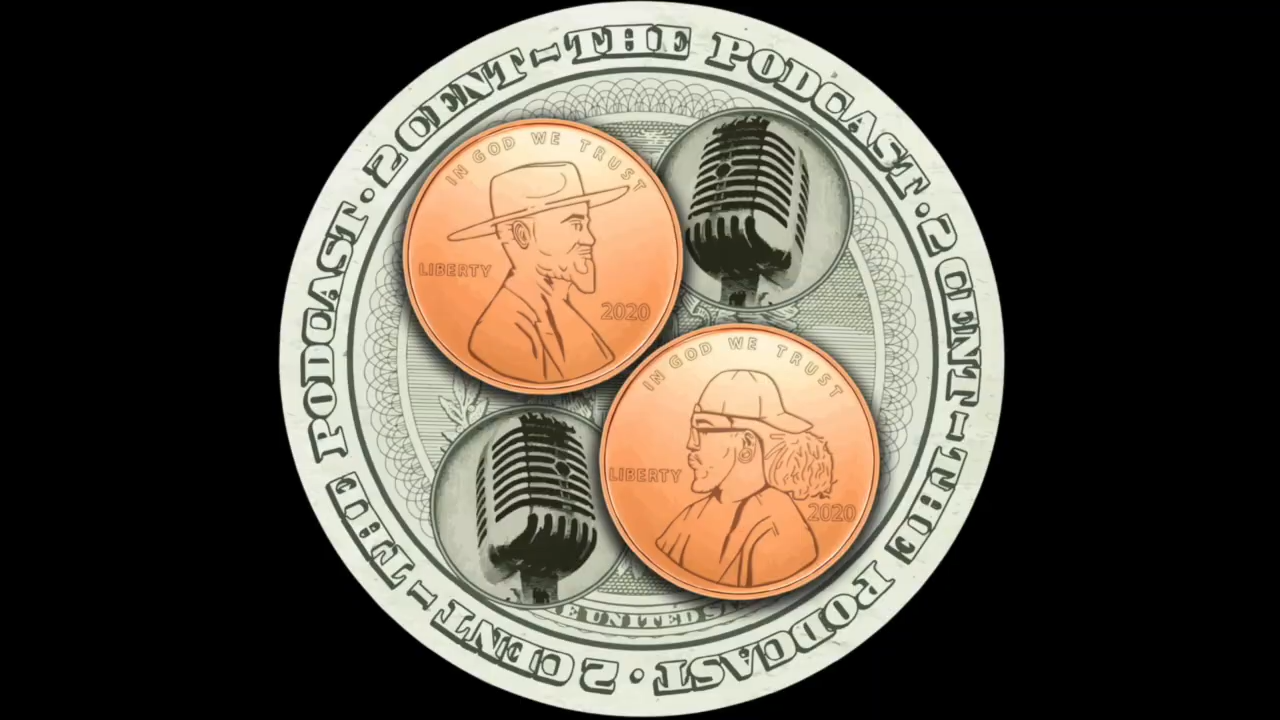 2 CENT - THE PODCAST · 2 CENT - THE PODCAST · 2 CENT - THE PODCAST ·
IN GOD WE TRUST
LIBERTY
2020
IN GOD WE TRUST
LIBERTY
2020
E UNITED S